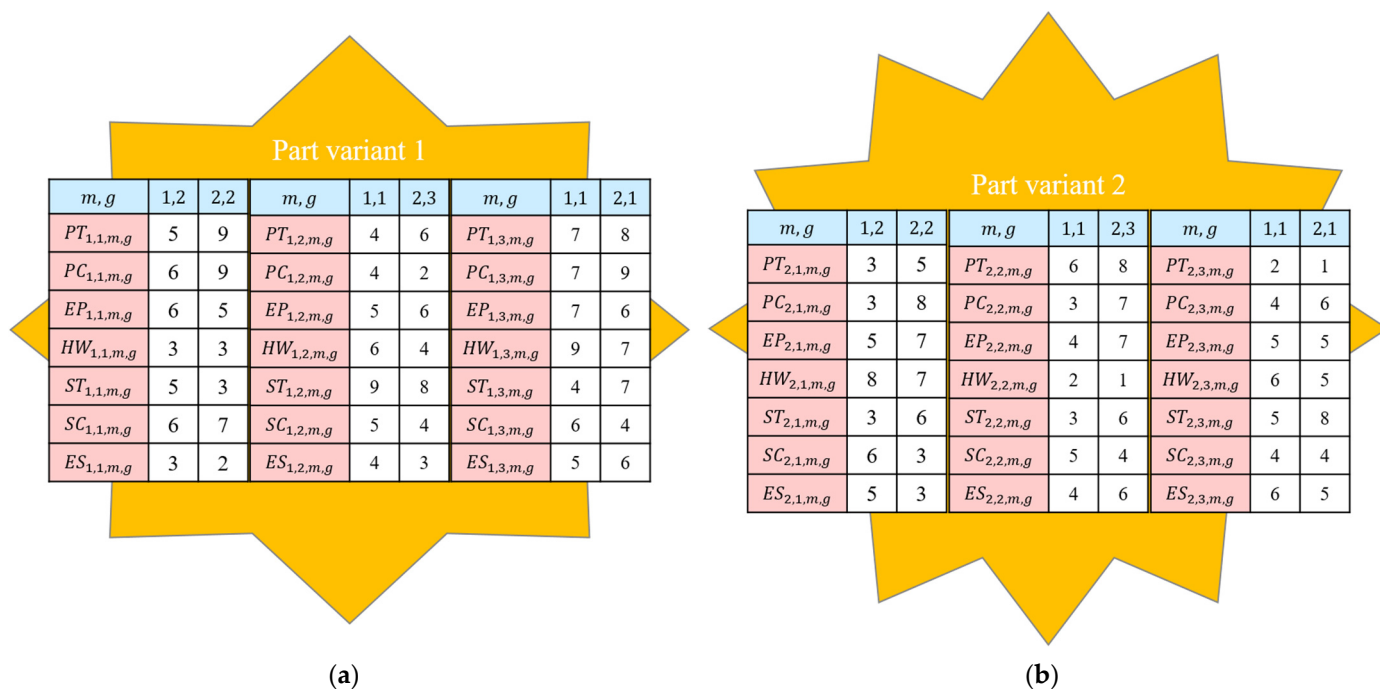 Part variant 1
m, g 1,2 2,2 m, g 1,1 2,3 m, g 1,1 2,1
PT1,1,m,g 5 9 PT1,2,m,g 4 6 PT1,3,m,g 7 8
PC1,1,m,g 6 9 PC1,2,m,g 4 2 PC1,3,m,g 7 9
EP1,1,m,g 6 5 EP1,2,m,g 5 6 EP1,3,m,g 7 6
HW1,1,m,g 3 3 HW1,2,m,g 6 4 HW1,3,m,g 9 7
ST1,1,m,g 5 3 ST1,2,m,g 9 8 ST1,3,m,g 4 7
SC1,1,m,g 6 7 SC1,2,m,g 5 4 SC1,3,m,g 6 4
ES1,1,m,g 3 2 ES1,2,m,g 4 3 ES1,3,m,g 5 6
(a)
Part variant 2
m, g 1,2 2,2 m, g 1,1 2,3 m, g 1,1 2,1
PT2,1,m,g 3 5 PT2,2,m,g 6 8 PT2,3,m,g 2 1
PC2,1,m,g 3 8 PC2,2,m,g 3 7 PC2,3,m,g 4 6
EP2,1,m,g 5 7 EP2,2,m,g 4 7 EP2,3,m,g 5 5
HW2,1,m,g 8 7 HW2,2,m,g 2 1 HW2,3,m,g 6 5
ST2,1,m,g 3 6 ST2,2,m,g 3 6 ST2,3,m,g 5 8
SC2,1,m,g 6 3 SC2,2,m,g 5 4 SC2,3,m,g 4 4
ES2,1,m,g 5 3 ES2,2,m,g 4 6 ES2,3,m,g 6 5
(b)